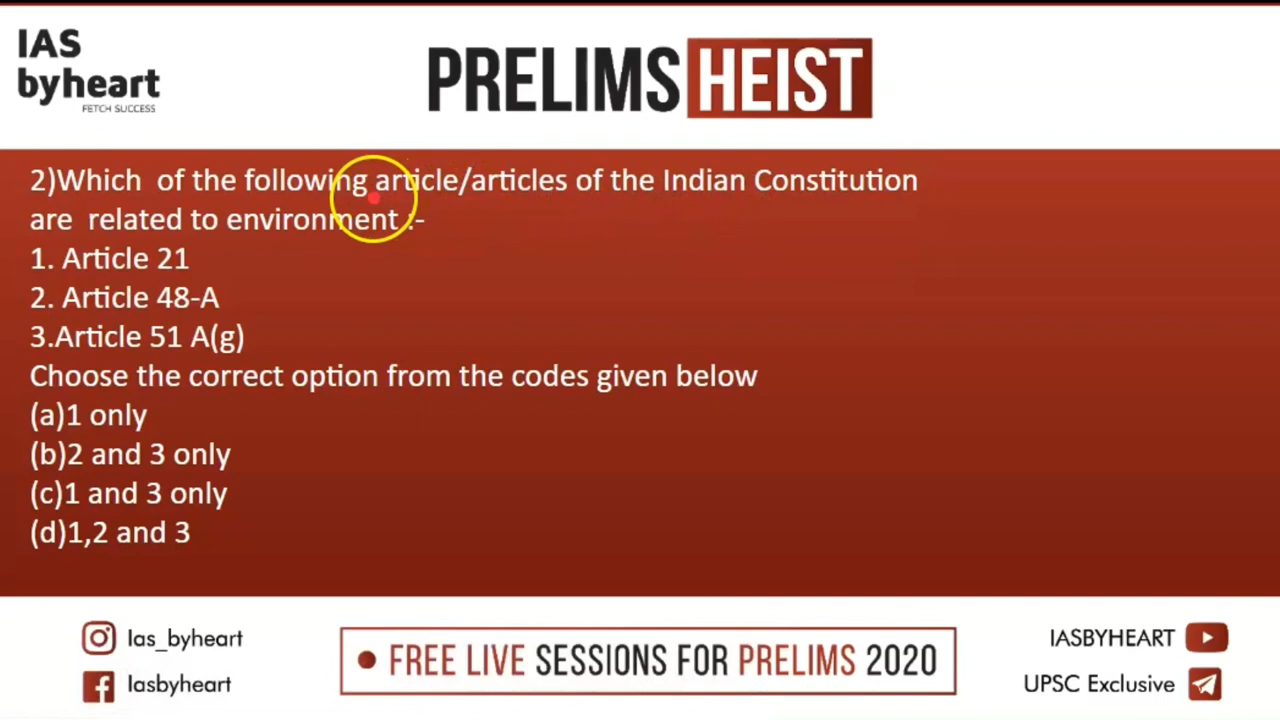 IAS
byheart
FETCH SUCCESS
PRELIMS HEIST
2)Which of the following article/articles of the Indian Constitution
are related to environment :-
1. Article 21
2. Article 48-A
3.Article 51 A(g)
Choose the correct option from the codes given below
(a)1 only
(b)2 and 3 only
(c)1 and 3 only
(d)1,2 and 3
Ias_byheart
Iasbyheart
FREE LIVE SESSIONS FOR PRELIMS 2020
IASBYHEART
UPSC Exclusive